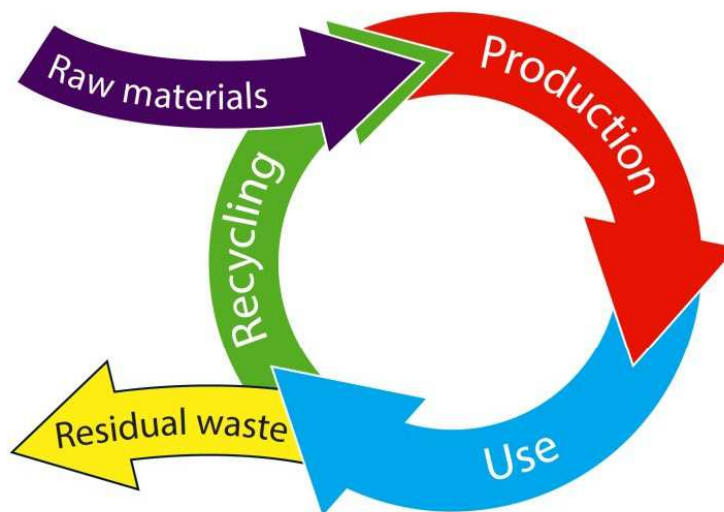 Raw materials
Production
Recycling
Residual waste
Use